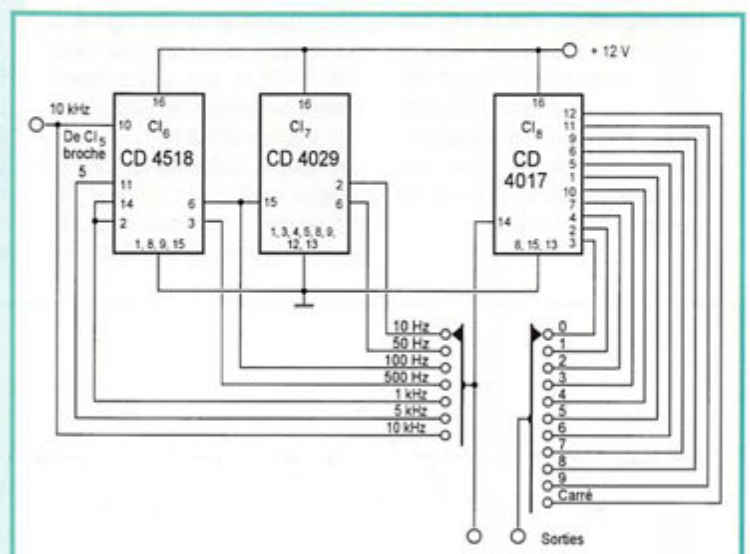 + 12 V
10 kHz
De CI5
broche
5
16
10
CI6
CD 4518
11
14
2
6
3
1, 8, 9, 15
16
CI7
CD 4029
15
2
6
1, 3, 4, 5, 8, 9,
12, 13
16
CI8
CD
4017
14
8, 15, 13
12
11
9
6
5
1
10
7
4
2
3
10 Hz
50 Hz
100 Hz
500 Hz
1 kHz
5 kHz
10 kHz
0
1
2
3
4
5
6
7
8
9
Carré
Sorties